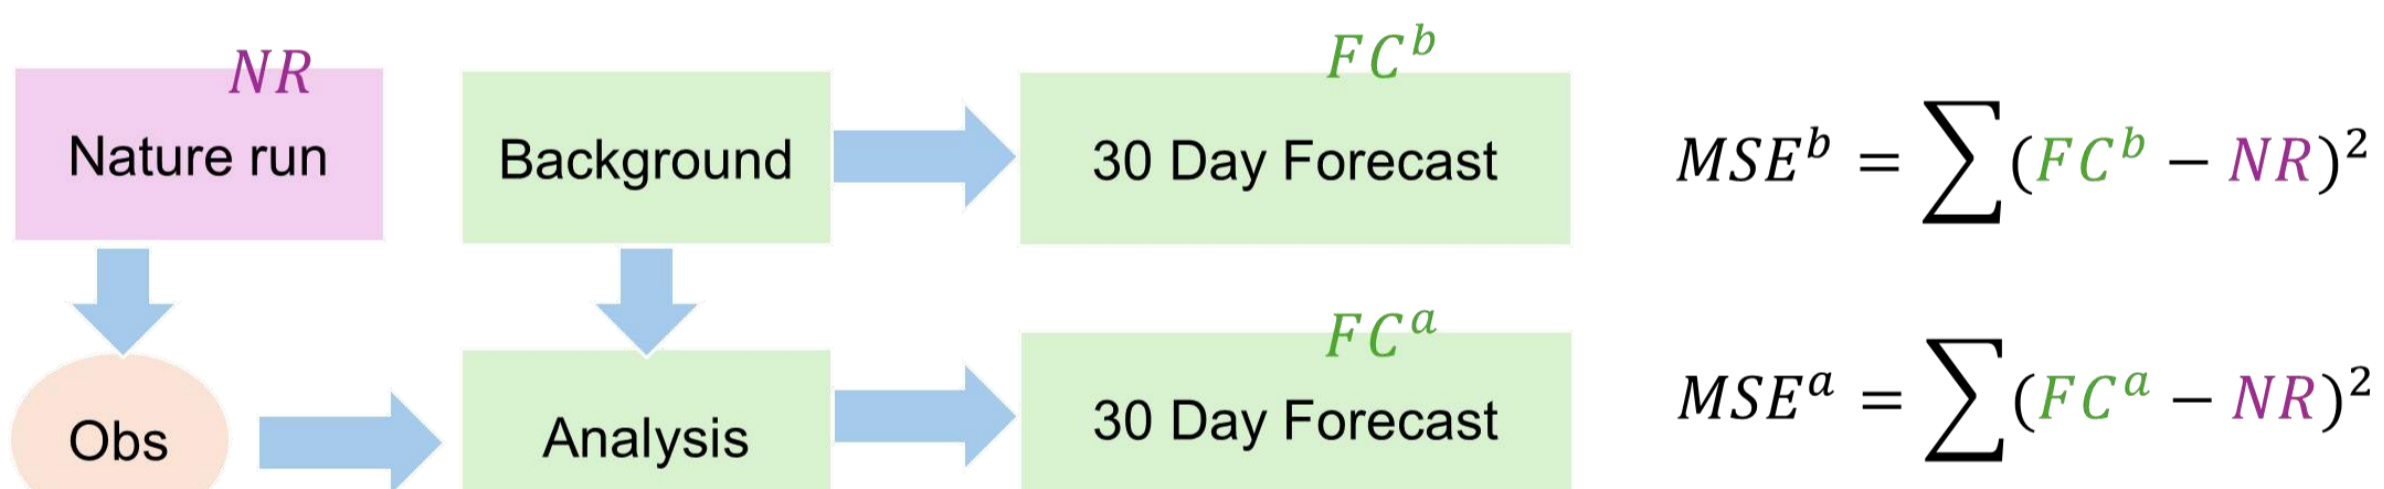 NR
Nature run
Background
FC^b
30 Day Forecast
MSE^b = ∑(FC^b − NR)^2
Obs
Analysis
FC^a
30 Day Forecast
MSE^a = ∑(FC^a − NR)^2